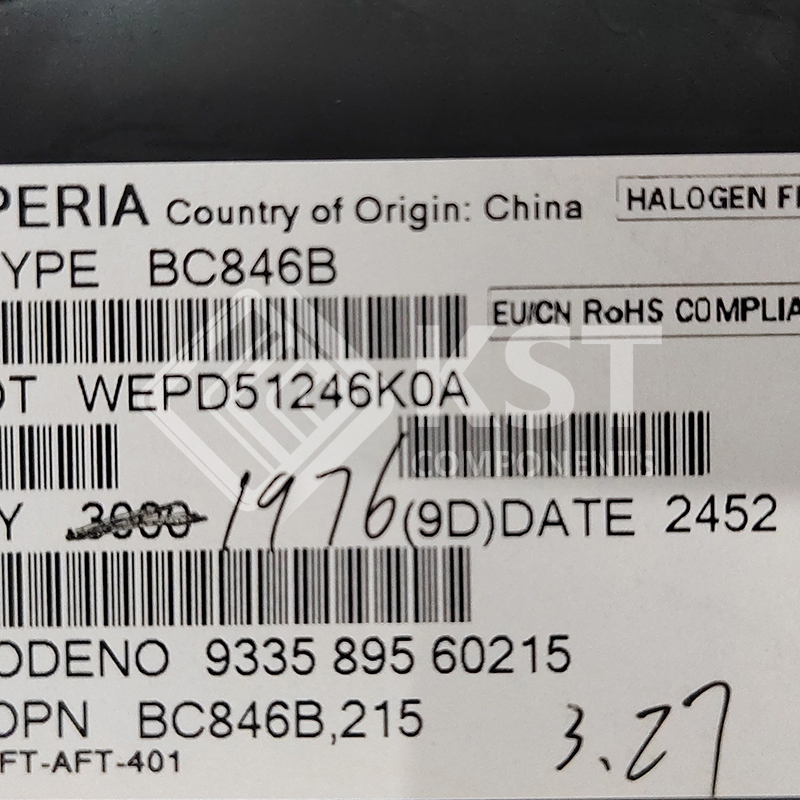 PERIA Country of Origin: China
HALOGEN FR
YPE BC846B
EU/CN RoHS COMPLIA
OT WEPD51246K0A
KST
COMPONENTS
Y 3000 1976 (9D)DATE 2452
ODENO 9335 895 60215
OPN BC846B,215
FT-AFT-401
3.27